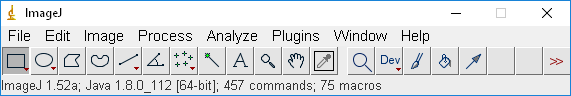 ImageJ
File Edit Image Process Analyze Plugins Window Help
A Dev >>
ImageJ 1.52a; Java 1.8.0_112 [64-bit]; 457 commands; 75 macros